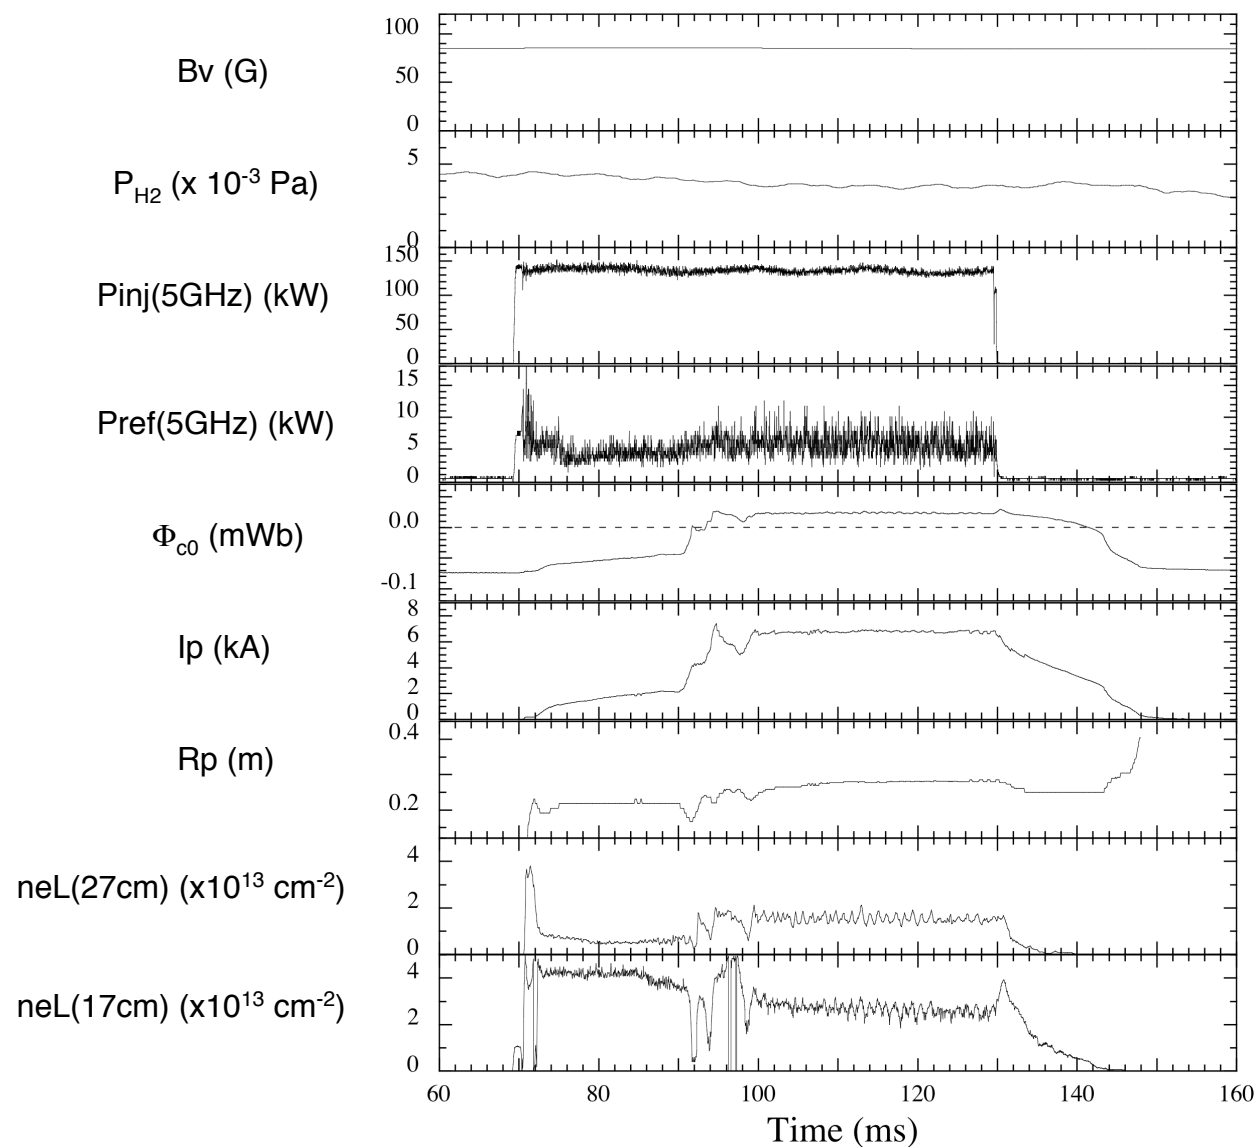 Bv (G)
100
50
0
P_H2 (x 10^-3 Pa)
5
0
Pinj(5GHz) (kW)
150
100
50
0
Pref(5GHz) (kW)
15
10
5
0
Φ_c0 (mWb)
0.0
-0.1
Ip (kA)
8
6
4
2
0
Rp (m)
0.4
0.2
neL(27cm) (x10^13 cm^-2)
4
2
0
neL(17cm) (x10^13 cm^-2)
4
2
0
60 80 100 120 140 160
Time (ms)